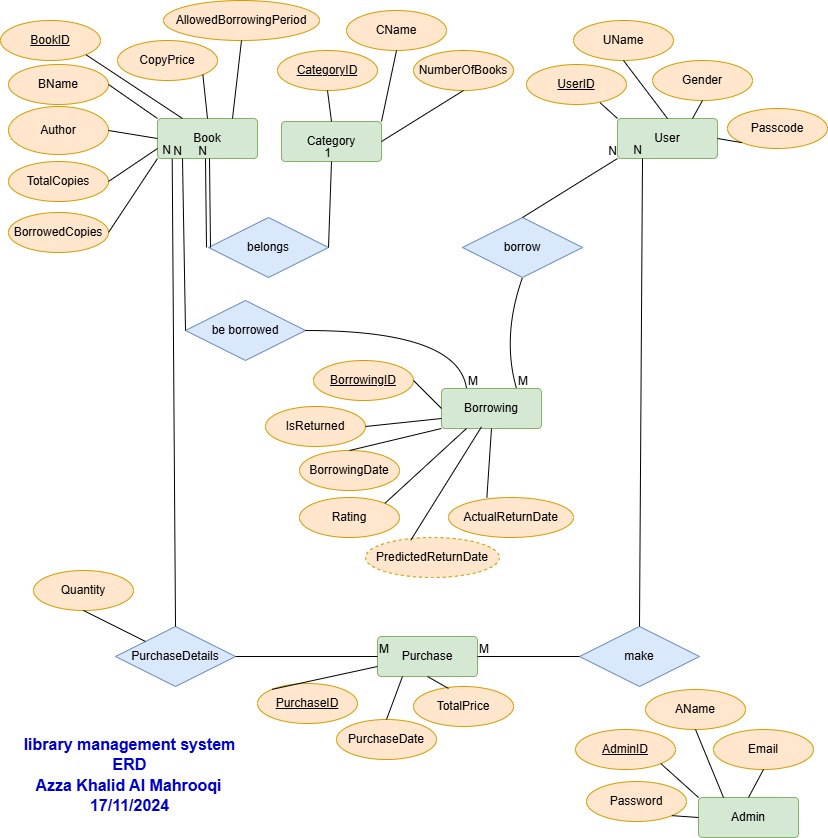 AllowedBorrowingPeriod
BookID
CName
UName
CopyPrice
CategoryID
NumberOfBooks
BName
UserID
Gender
Author
Book
Category
1
User
Passcode
N N N
N N
TotalCopies
BorrowedCopies
belongs
borrow
be borrowed
BorrowingID
M M
Borrowing
IsReturned
BorrowingDate
Rating
ActualReturnDate
PredictedReturnDate
Quantity
PurchaseDetails
M
Purchase
M
make
PurchaseID
TotalPrice
PurchaseDate
AName
AdminID
Email
Password
Admin
library management system
ERD
Azza Khalid Al Mahrooqi
17/11/2024